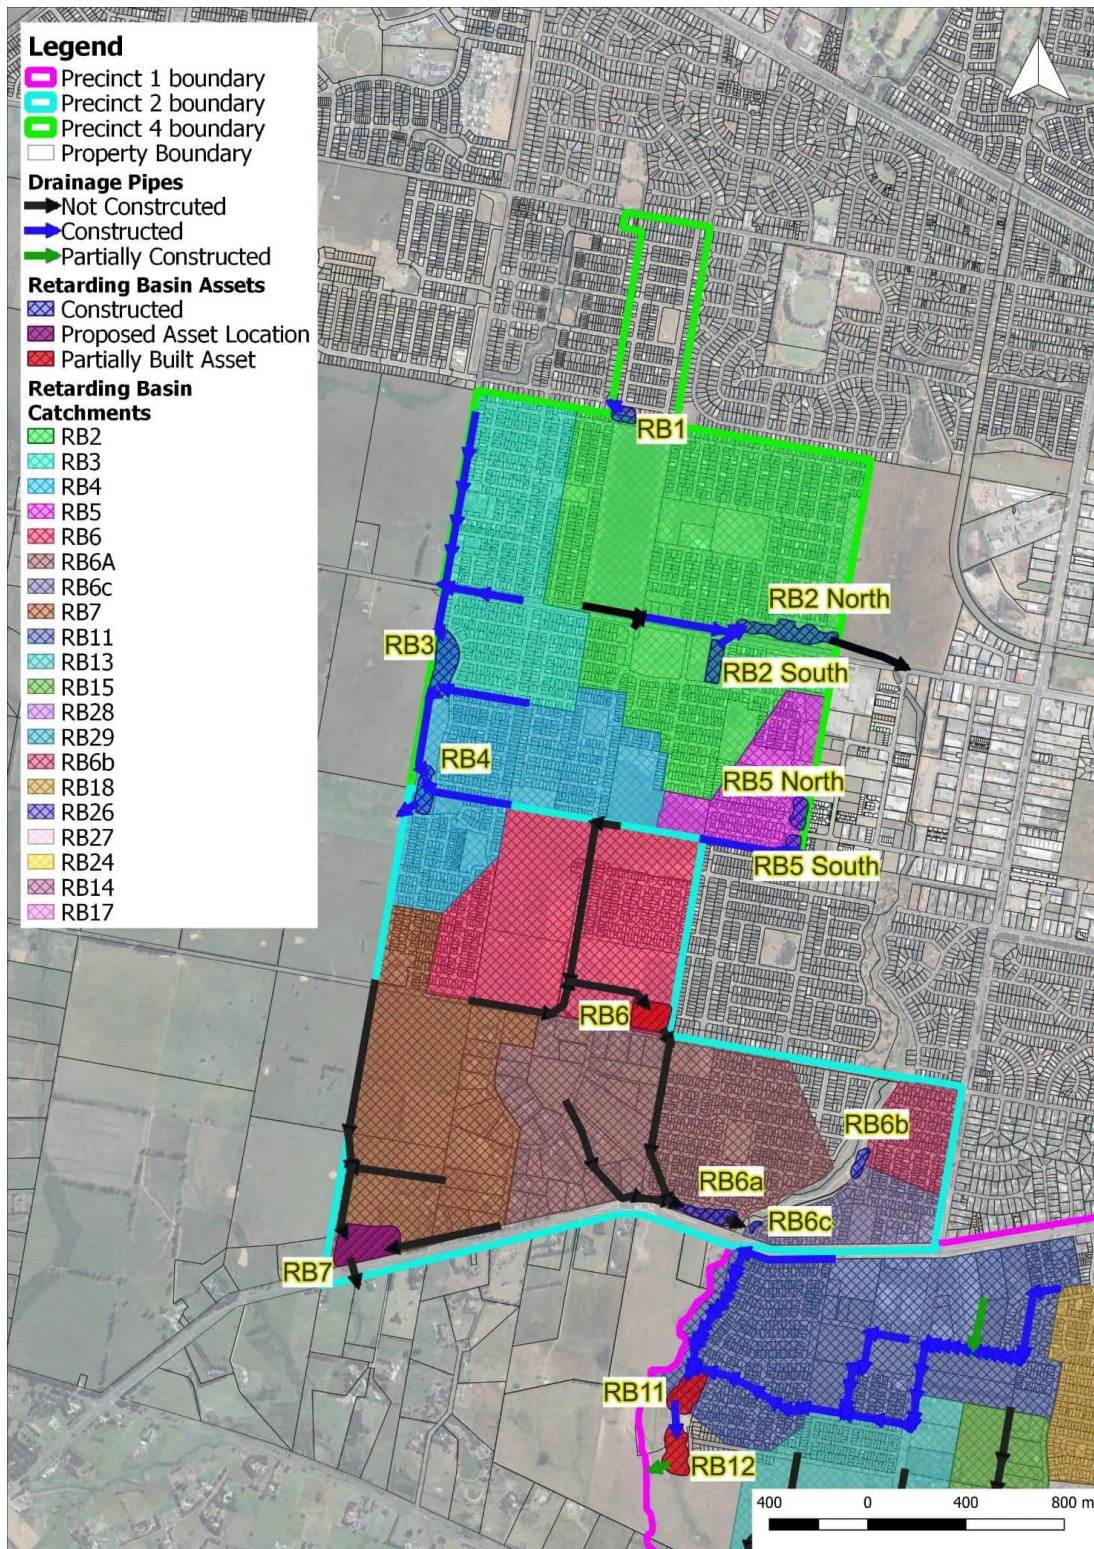 Legend
Precinct 1 boundary
Precinct 2 boundary
Precinct 4 boundary
Property Boundary
Drainage Pipes
Not Constrcuted
Constructed
Partially Constructed
Retarding Basin Assets
Constructed
Proposed Asset Location
Partially Built Asset
Retarding Basin
Catchments
RB2
RB3
RB4
RB5
RB6
RB6A
RB6c
RB7
RB11
RB13
RB15
RB28
RB29
RB6b
RB18
RB26
RB27
RB24
RB14
RB17
RB1
RB2 North
RB3
RB2 South
RB4
RB5 North
RB5 South
RB6
RB6b
RB6a
RB6c
RB7
RB11
RB12
400 0 400 800 m